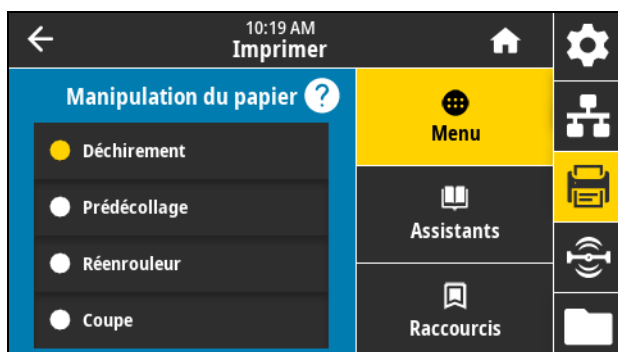 10:19 AM
Imprimer
Manipulation du papier ?
Déchirement
Prédécollage
Réenrouleur
Coupe
Menu
Assistants
Raccourcis